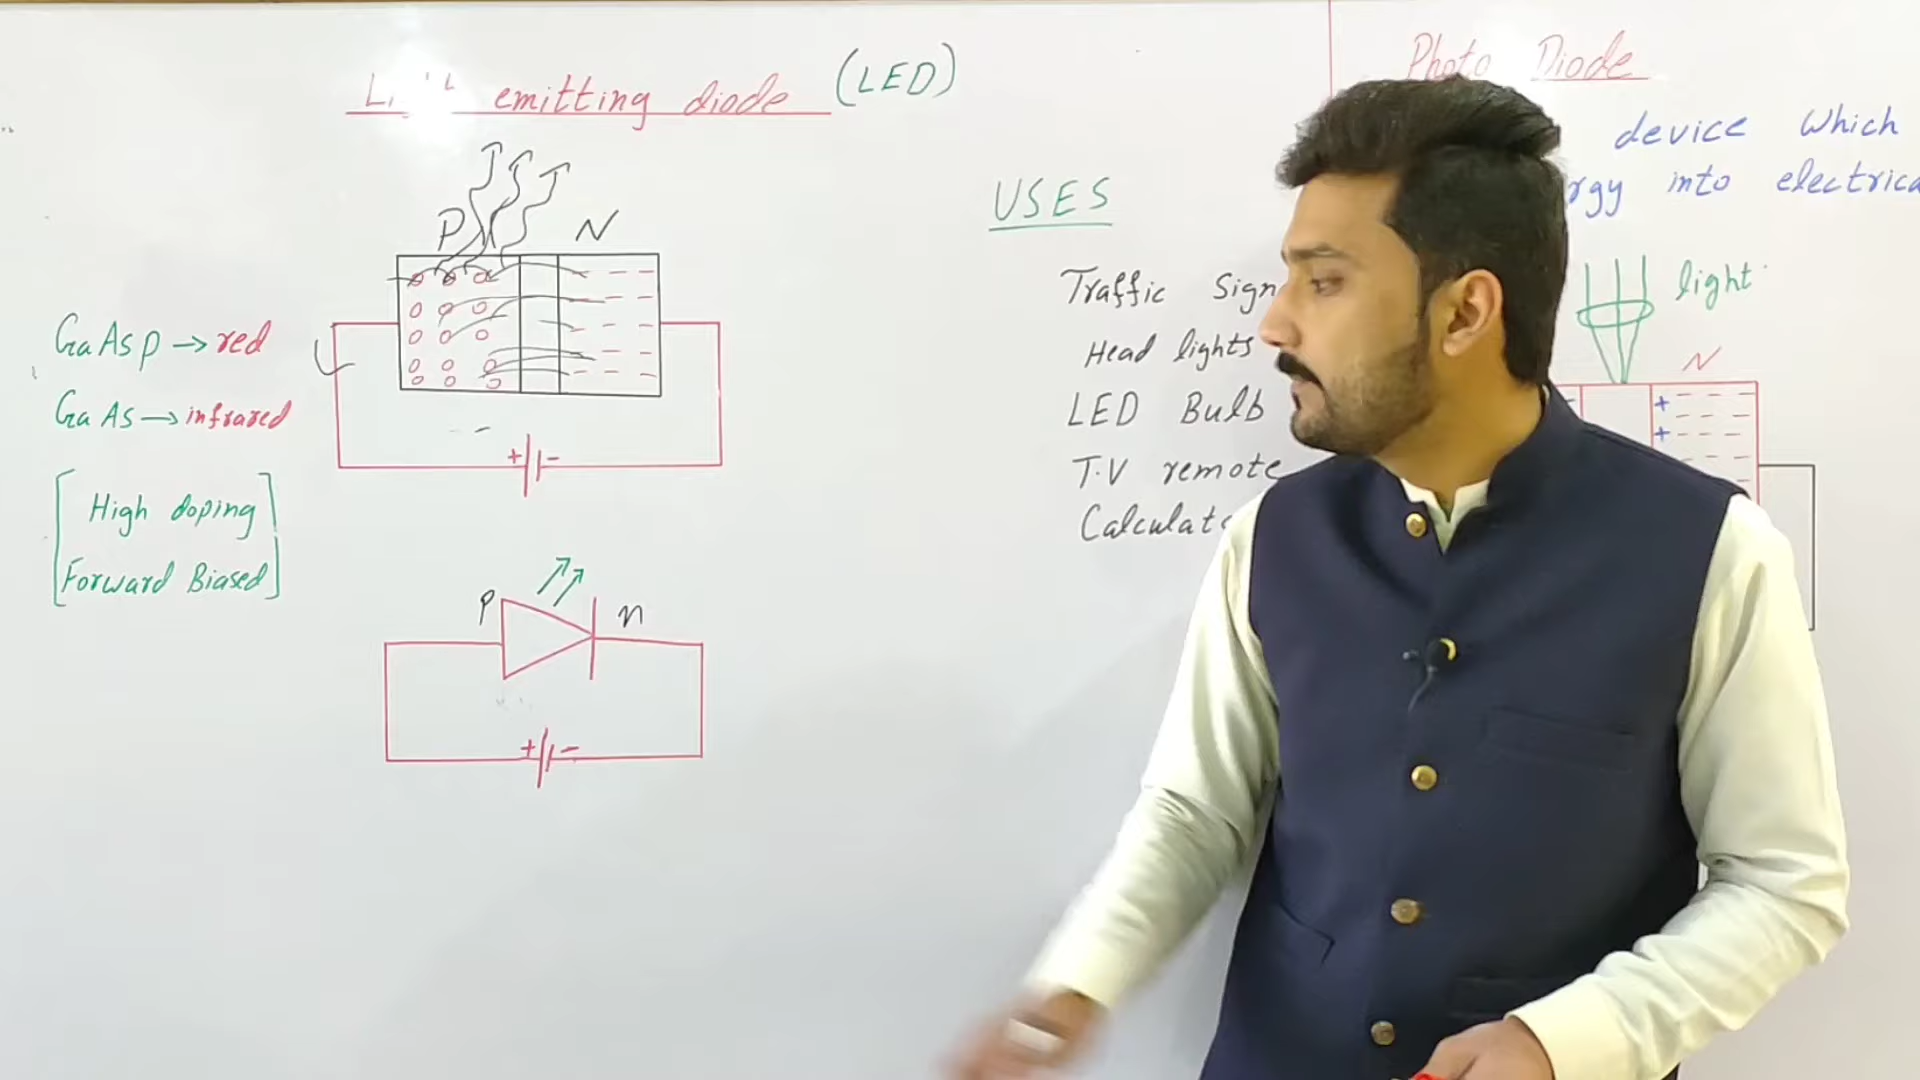 emitting diode (LED)
P N
GaAsP → red
GaAs → infrared
+ -
High doping
Forward Biased
P n
+ -
USES
Traffic
Head lights
LED Bulb
T.V remote
Photo Diode
device which
into
light
N
+
+